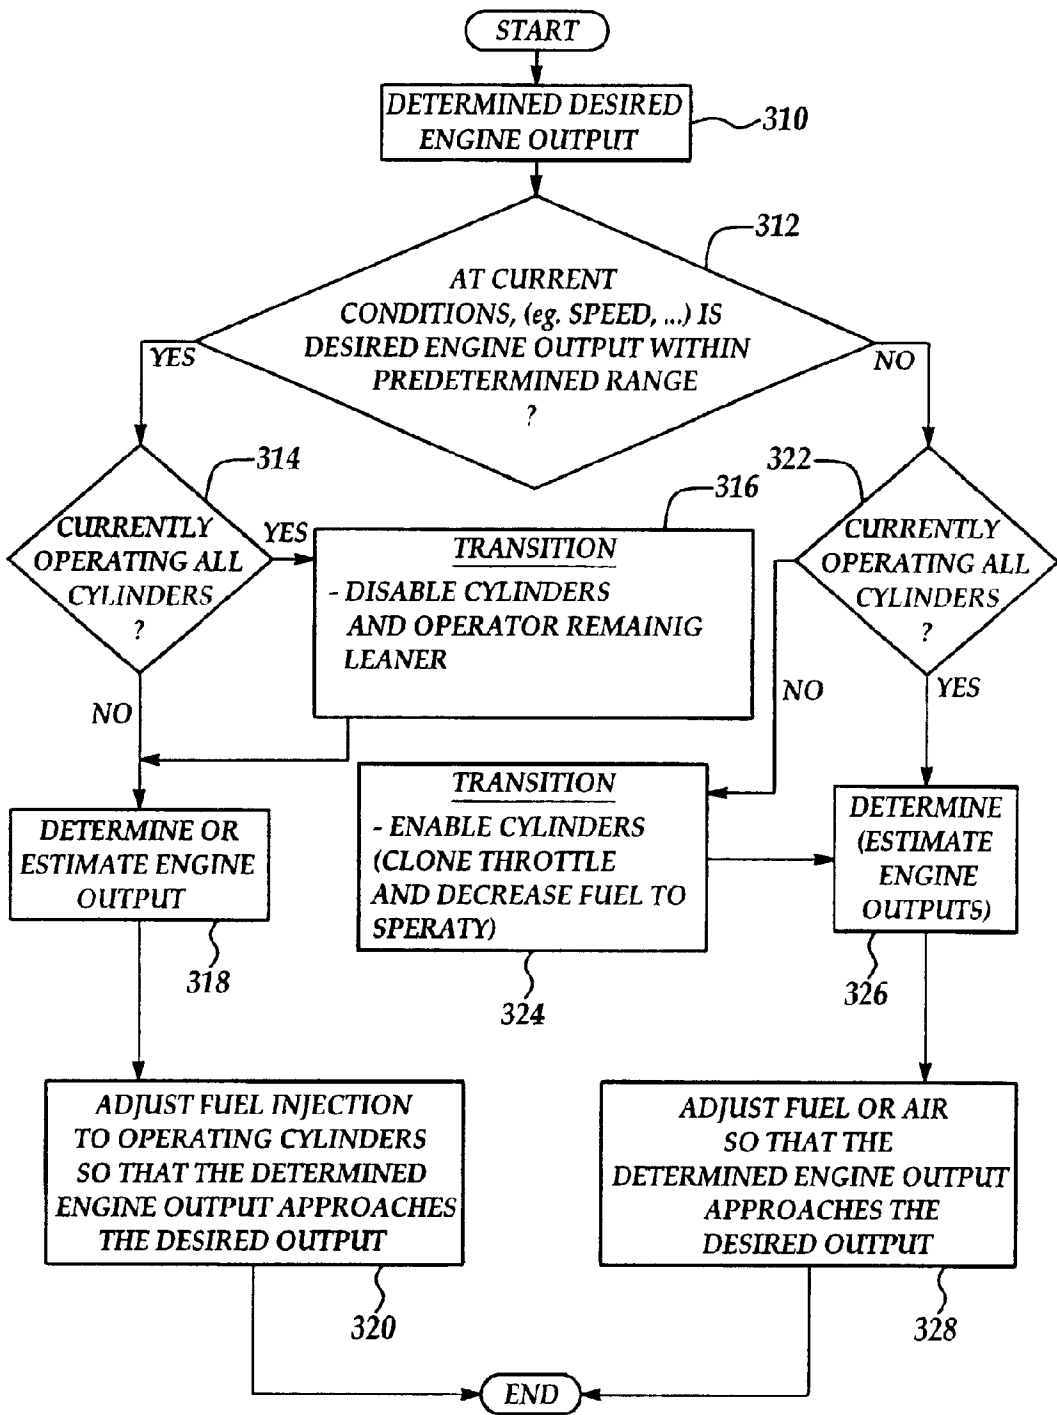 START
DETERMINED DESIRED
ENGINE OUTPUT
310
312
AT CURRENT
CONDITIONS, (eg. SPEED, ...) IS
DESIRED ENGINE OUTPUT WITHIN
PREDETERMINED RANGE
?
YES
NO
314
CURRENTLY
OPERATING ALL
CYLINDERS
?
YES
NO
316
TRANSITION
- DISABLE CYLINDERS
AND OPERATOR REMAINIG
LEANER
322
CURRENTLY
OPERATING ALL
CYLINDERS
?
NO
YES
TRANSITION
- ENABLE CYLINDERS
(CLONE THROTTLE
AND DECREASE FUEL TO
SPERATY)
324
DETERMINE OR
ESTIMATE ENGINE
OUTPUT
318
DETERMINE
(ESTIMATE
ENGINE
OUTPUTS)
326
ADJUST FUEL INJECTION
TO OPERATING CYLINDERS
SO THAT THE DETERMINED
ENGINE OUTPUT APPROACHES
THE DESIRED OUTPUT
320
ADJUST FUEL OR AIR
SO THAT THE
DETERMINED ENGINE OUTPUT
APPROACHES THE
DESIRED OUTPUT
328
END